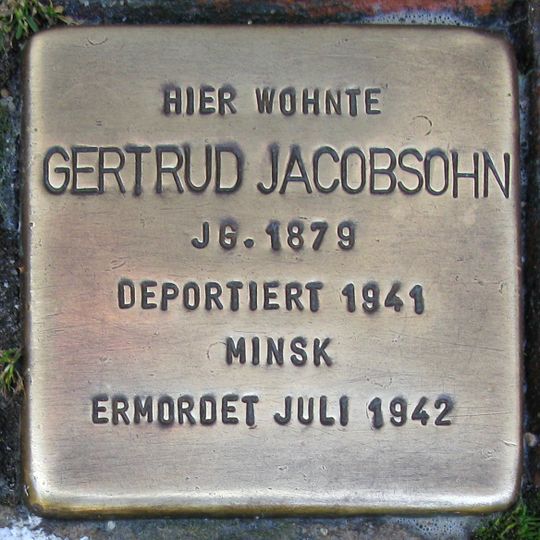 HIER WOHNTE
GERTRUD JACOBSOHN
JG. 1879
DEPORTIERT 1941
MINSK
ERMORDET JULI 1942